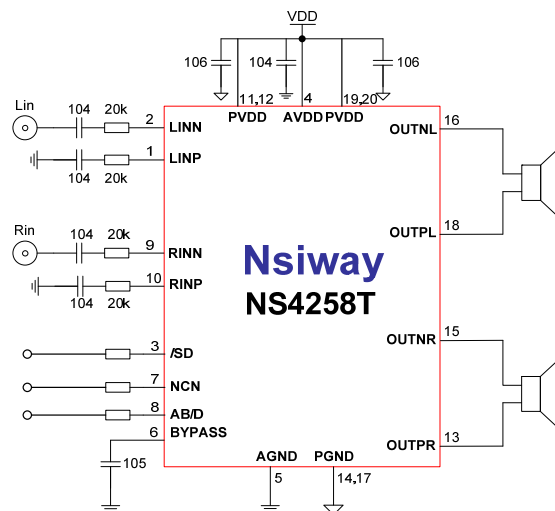 VDD
106
104
106
11,12
4
19,20
PVDD
AVDD
PVDD
Lin
104
20k
2
LINN
1
LINP
104
20k
Rin
104
20k
9
RINN
10
RINP
104
20k
3
/SD
7
NCN
8
AB/D
6
BYPASS
105
Nsiway
NS4258T
OUTNL
16
OUTPL
18
OUTNR
15
OUTPR
13
AGND
PGND
5
14,17